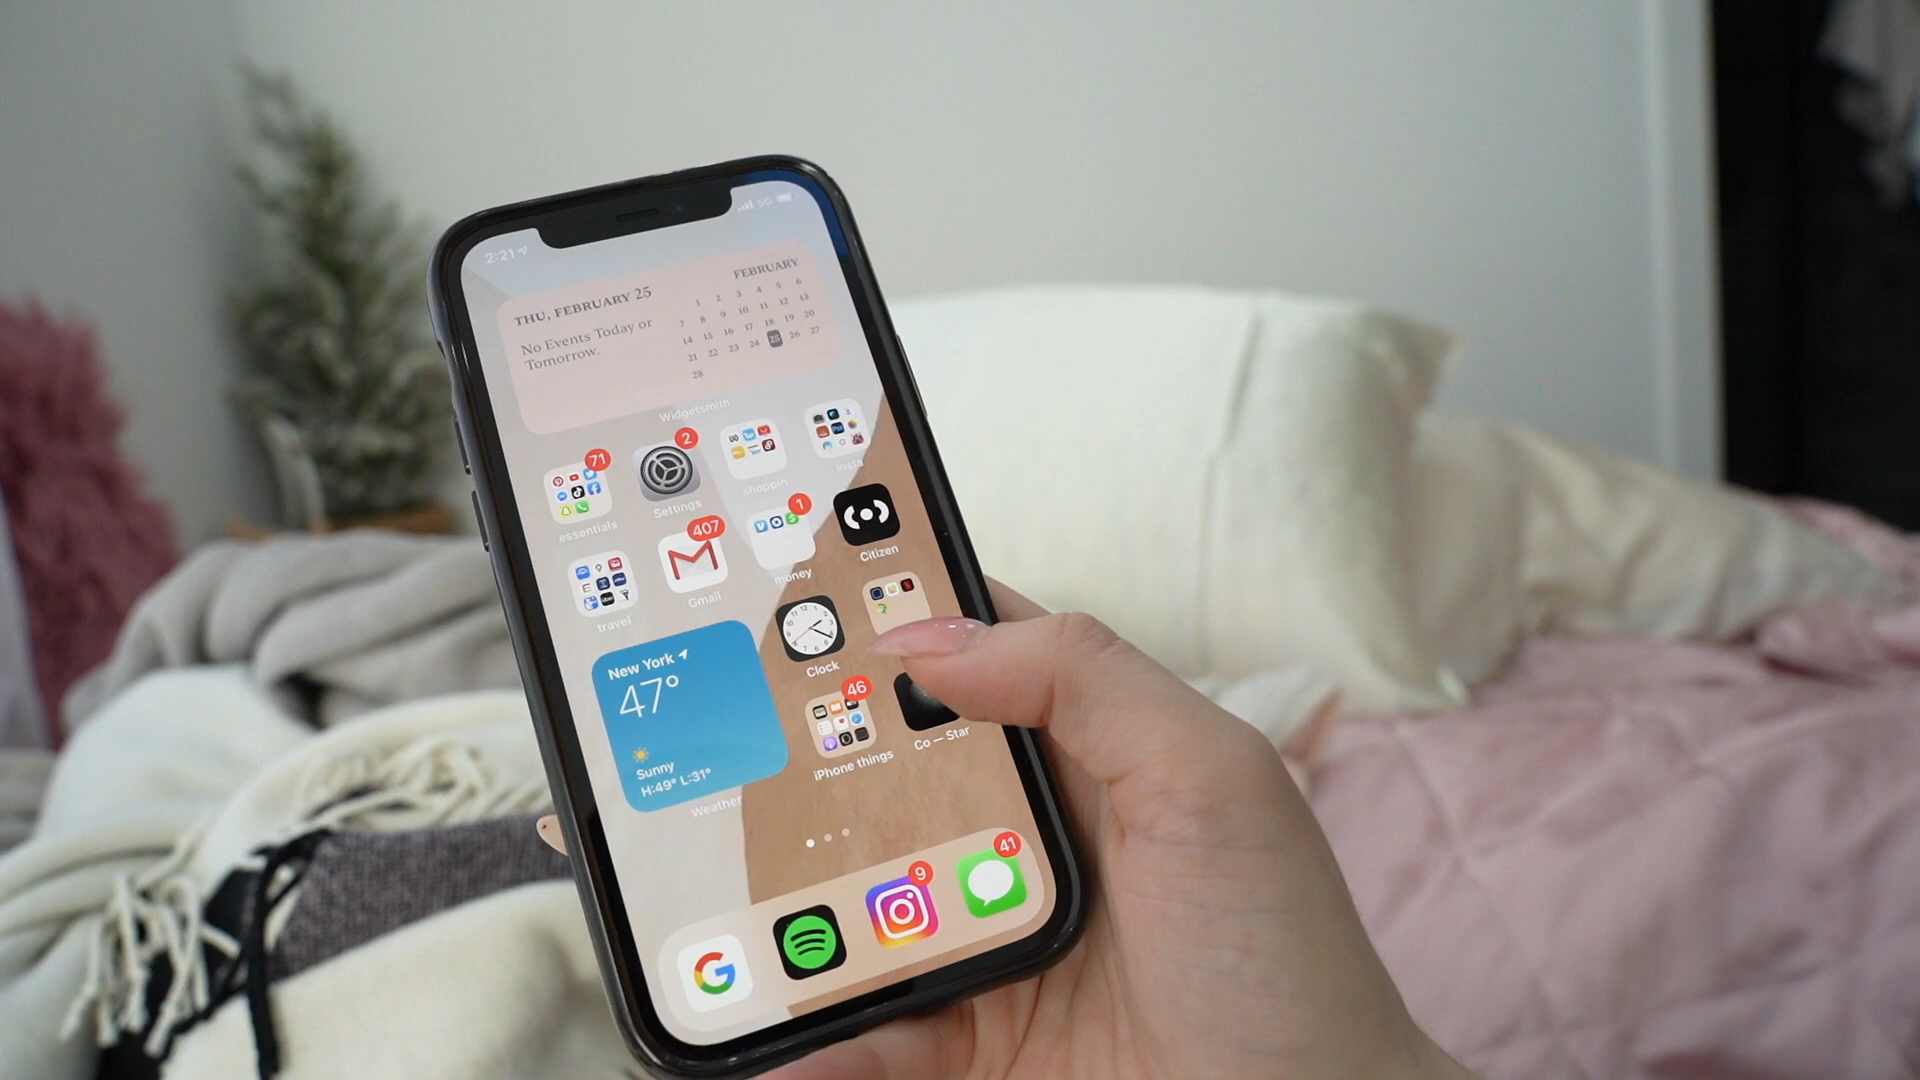 2:21
5G
THU, FEBRUARY 25
No Events Today or
Tomorrow.
FEBRUARY
1 2 3 4 5 6
7 8 9 10 11 12 13
14 15 16 17 18 19 20
21 22 23 24 25 26 27
28
Widgetsmith
71
2
essentials
Settings
shoppin
insta
407
1
travel
Gmail
money
Citizen
New York
47°
Sunny
H:49° L:31°
Weather
Clock
46
iPhone things
Co — Star
9
41